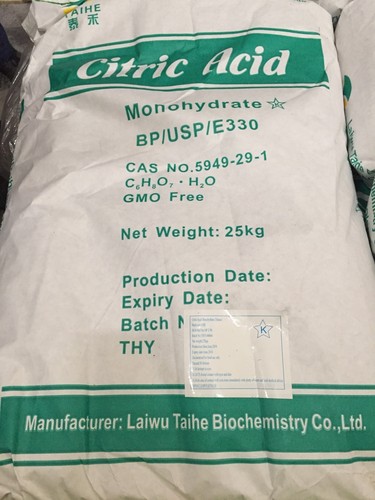 TAIHE
泰禾
Citric Acid
Monohydrate
BP/USP/E330
CAS NO.5949-29-1
C₆H₈O₇ · H₂O
GMO Free
Net Weight: 25kg
Production Date:
Expiry Date:
Batch N
THY
K
Manufacturer: Laiwu Taihe Biochemistry Co.,Ltd.